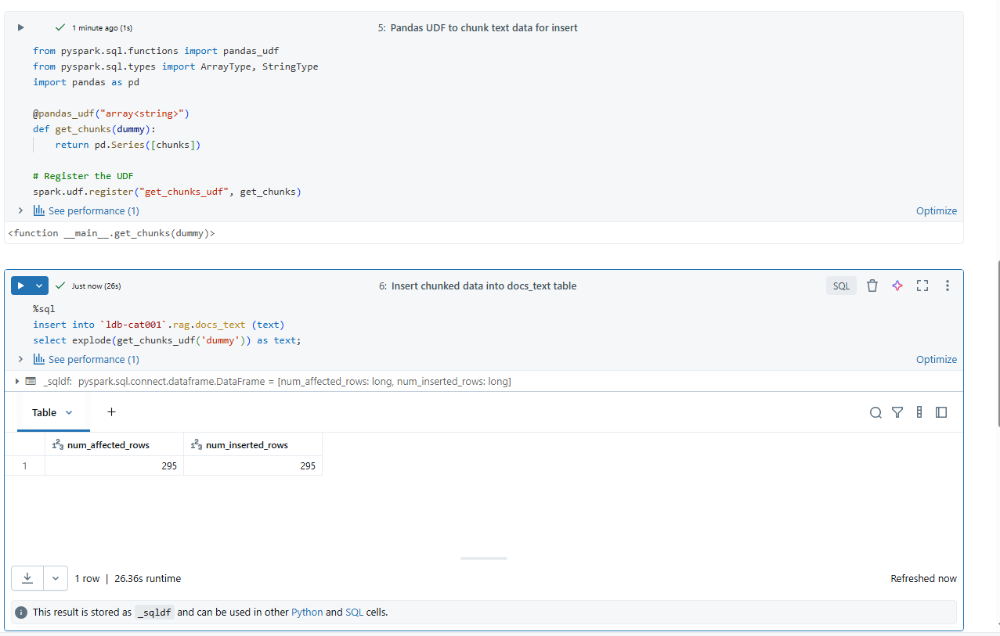 1 minute ago (1s)
5: Pandas UDF to chunk text data for insert
from pyspark.sql.functions import pandas_udf
from pyspark.sql.types import ArrayType, StringType
import pandas as pd
@pandas_udf("array<string>")
def get_chunks(dummy):
    return pd.Series([chunks])
# Register the UDF
spark.udf.register("get_chunks_udf", get_chunks)
See performance (1)
Optimize
<function __main__.get_chunks(dummy)>
Just now (26s)
6: Insert chunked data into docs_text table
SQL
%sql
insert into `ldb-cat001`.rag.docs_text (text)
select explode(get_chunks_udf('dummy')) as text;
See performance (1)
Optimize
_sqldf: pyspark.sql.connect.dataframe.DataFrame = [num_affected_rows: long, num_inserted_rows: long]
Table
+
123 num_affected_rows
123 num_inserted_rows
1 295 295
1 row | 26.36s runtime
Refreshed now
This result is stored as _sqldf and can be used in other Python and SQL cells.